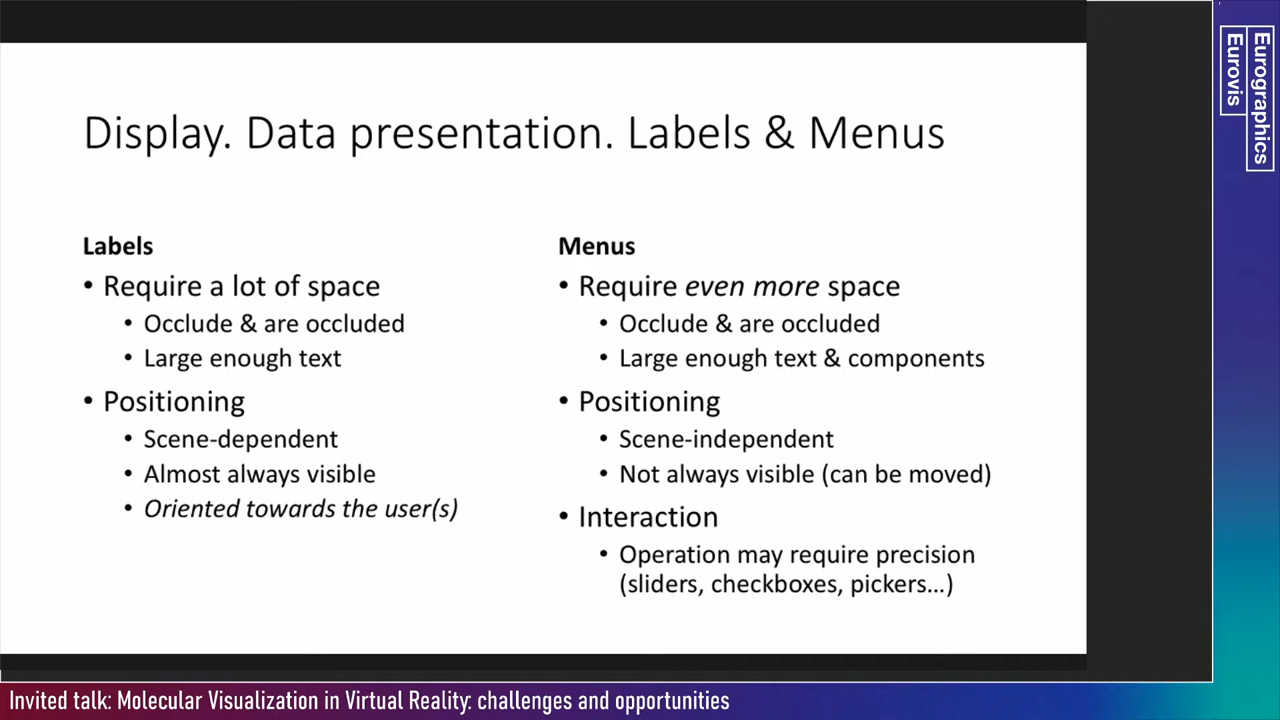 Display. Data presentation. Labels & Menus
Labels
• Require a lot of space
• Occlude & are occluded
• Large enough text
• Positioning
• Scene-dependent
• Almost always visible
• Oriented towards the user(s)
Menus
• Require even more space
• Occlude & are occluded
• Large enough text & components
• Positioning
• Scene-independent
• Not always visible (can be moved)
• Interaction
• Operation may require precision
(sliders, checkboxes, pickers...)
Eurographics
Eurovis
Invited talk: Molecular Visualization in Virtual Reality: challenges and opportunities